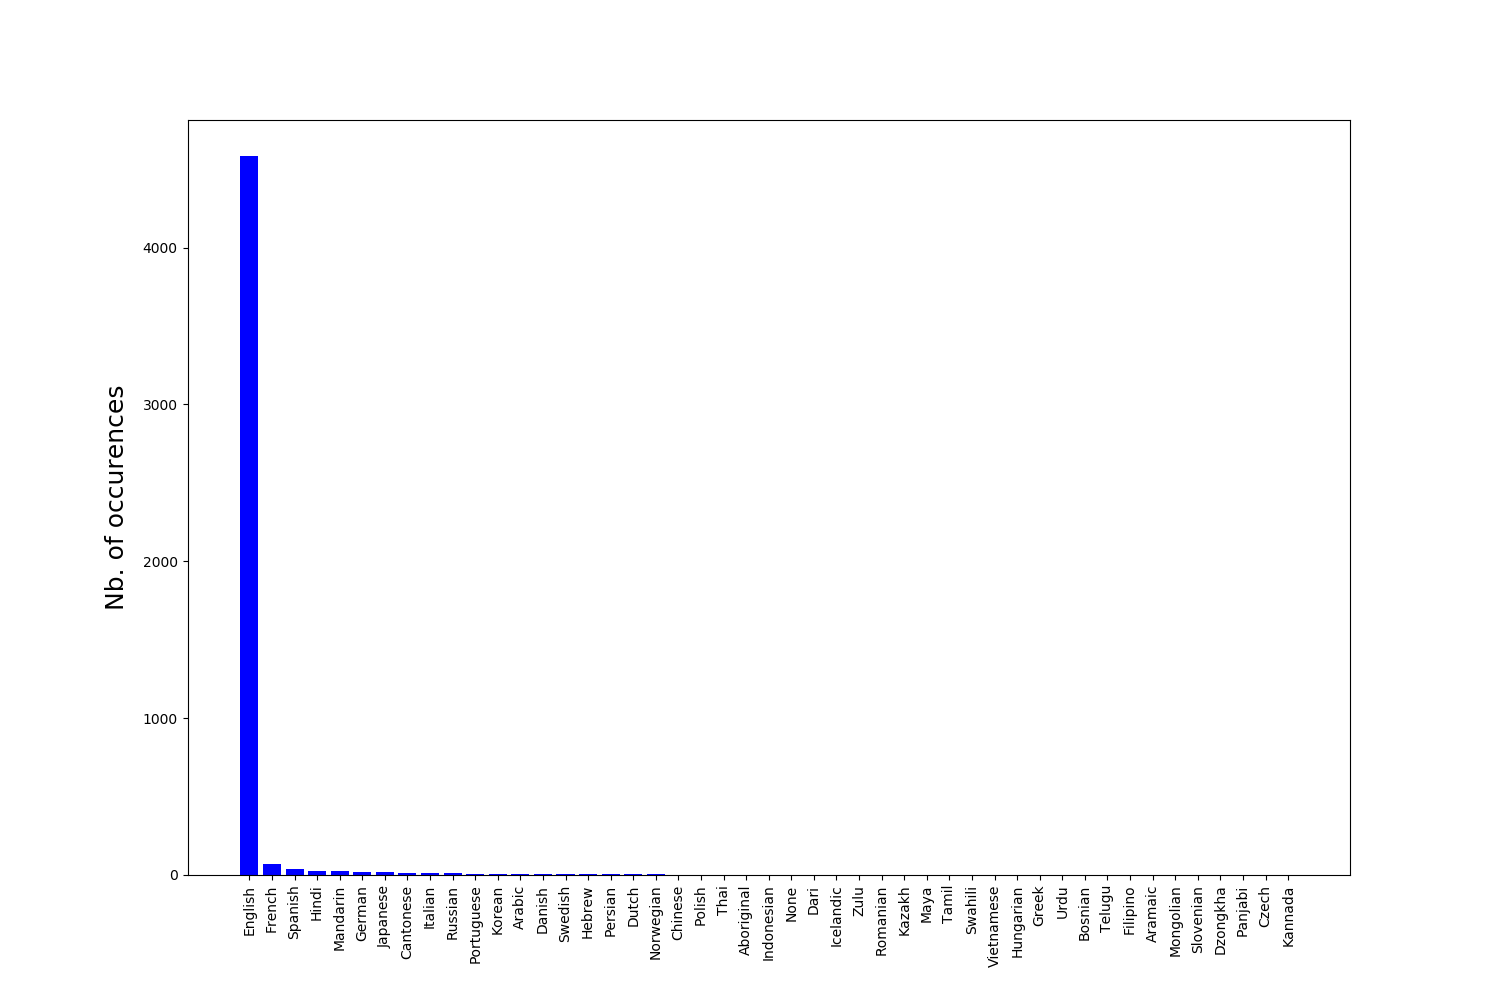 Nb. of occurences
4000
3000
2000
1000
0
English
French
Spanish
Hindi
Mandarin
German
Japanese
Cantonese
Italian
Russian
Portuguese
Korean
Arabic
Danish
Swedish
Hebrew
Persian
Dutch
Norwegian
Chinese
Polish
Thai
Aboriginal
Indonesian
None
Dari
Icelandic
Zulu
Romanian
Kazakh
Maya
Tamil
Swahili
Vietnamese
Hungarian
Greek
Urdu
Bosnian
Telugu
Filipino
Aramaic
Mongolian
Slovenian
Dzongkha
Panjabi
Czech
Kannada